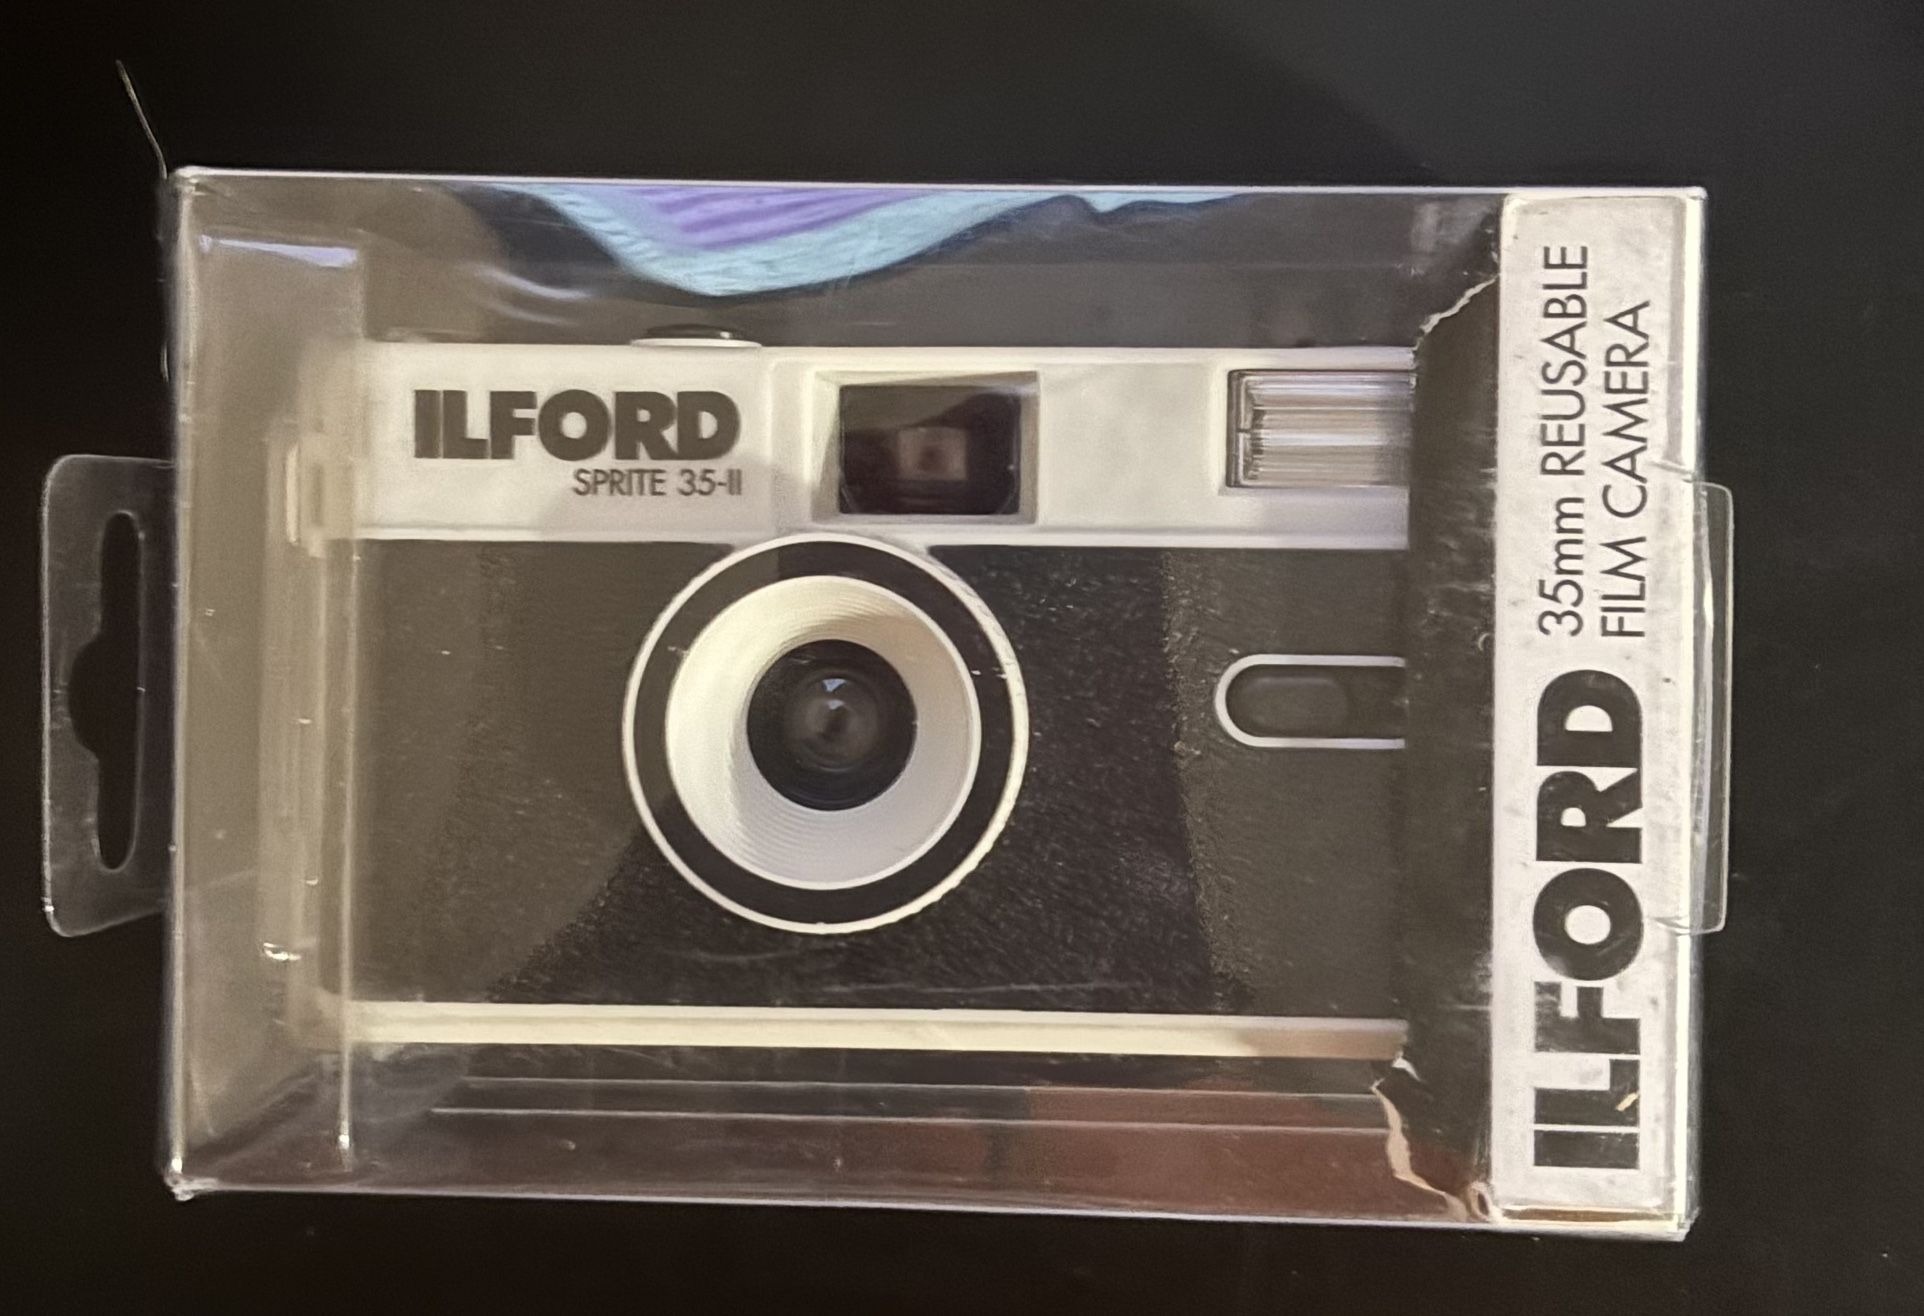 ILFORD
SPRITE 35-II
ILFORD
35mm REUSABLE
FILM CAMERA